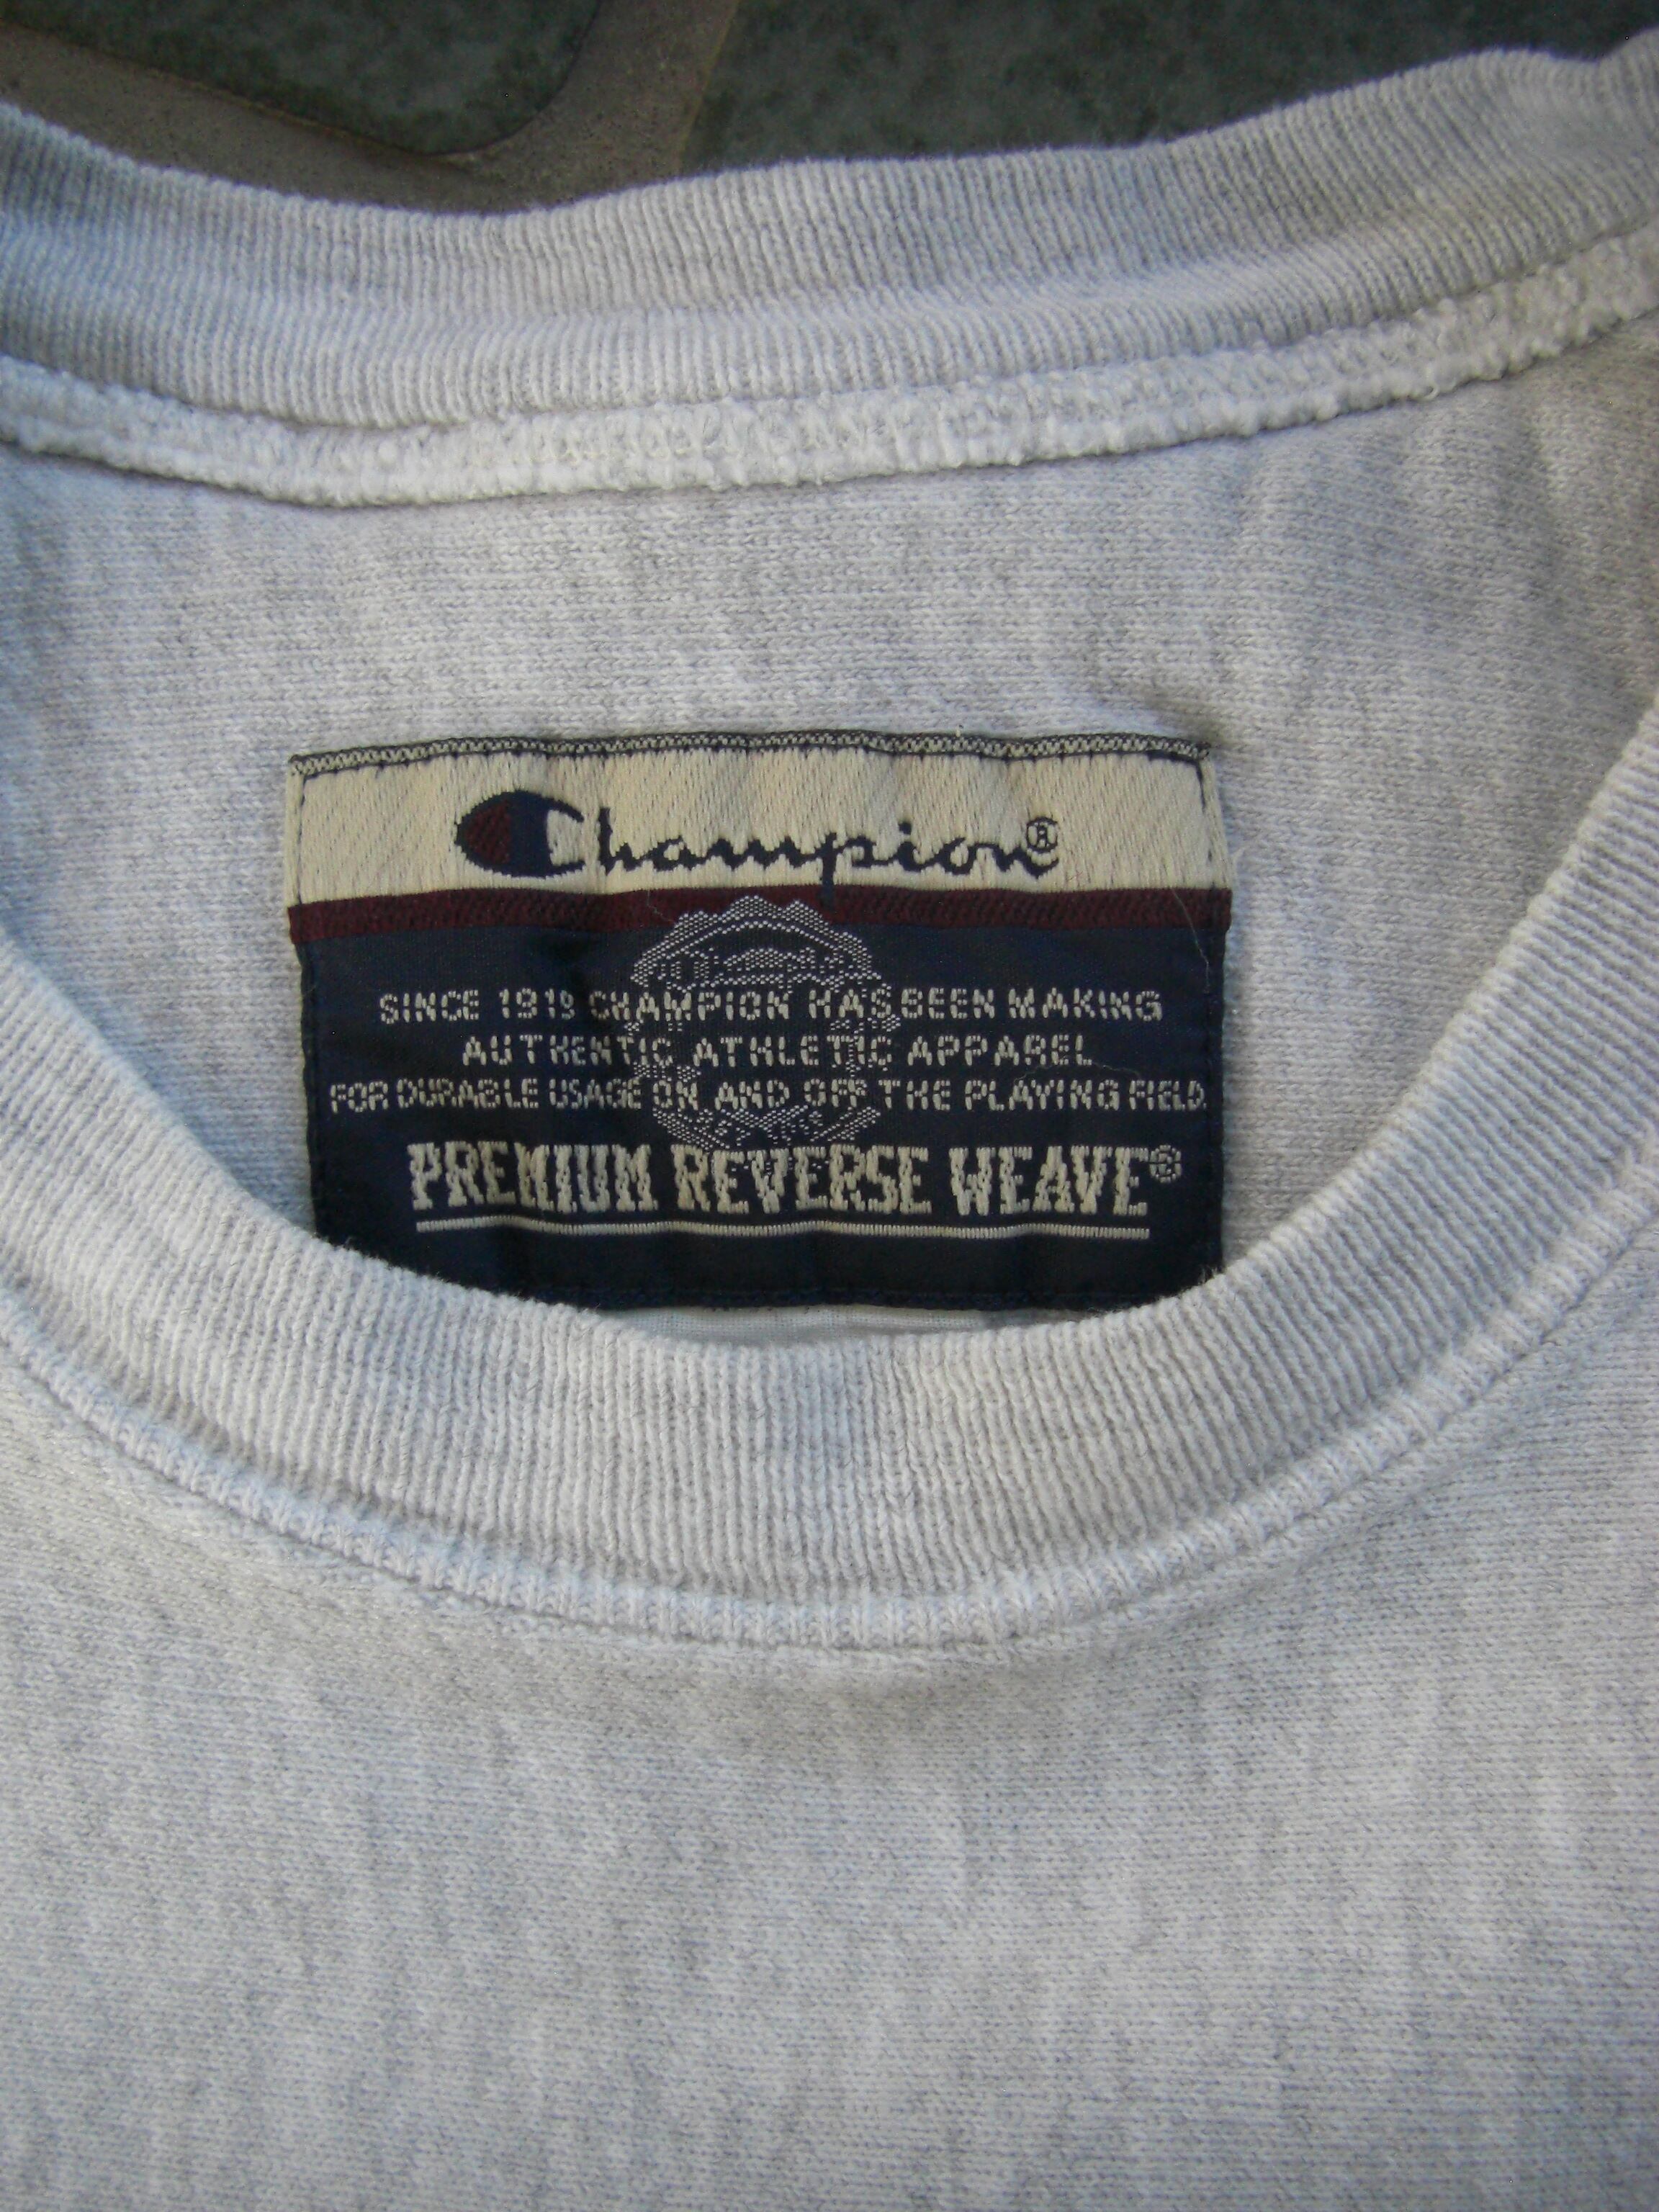 Champion®
SINCE 1919 CHAMPION HAS BEEN MAKING
AUTHENTIC ATHLETIC APPAREL
FOR DURABLE USAGE ON AND OFF THE PLAYING FIELD.
PREMIUM REVERSE WEAVE®